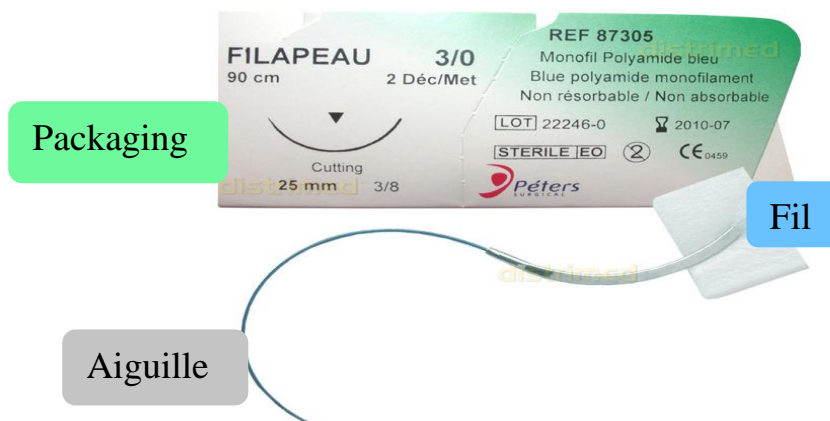 FILAPEAU 3/0
90 cm 2 Déc/Met
Cutting
25 mm 3/8
REF 87305
Monofil Polyamide bleu
Blue polyamide monofilament
Non résorbable / Non absorbable
LOT 22246-0 2010-07
STERILE EO 2 CE 0459
Péters
SURGICAL
distrimed
distrimed
distrimed
Packaging
Fil
Aiguille